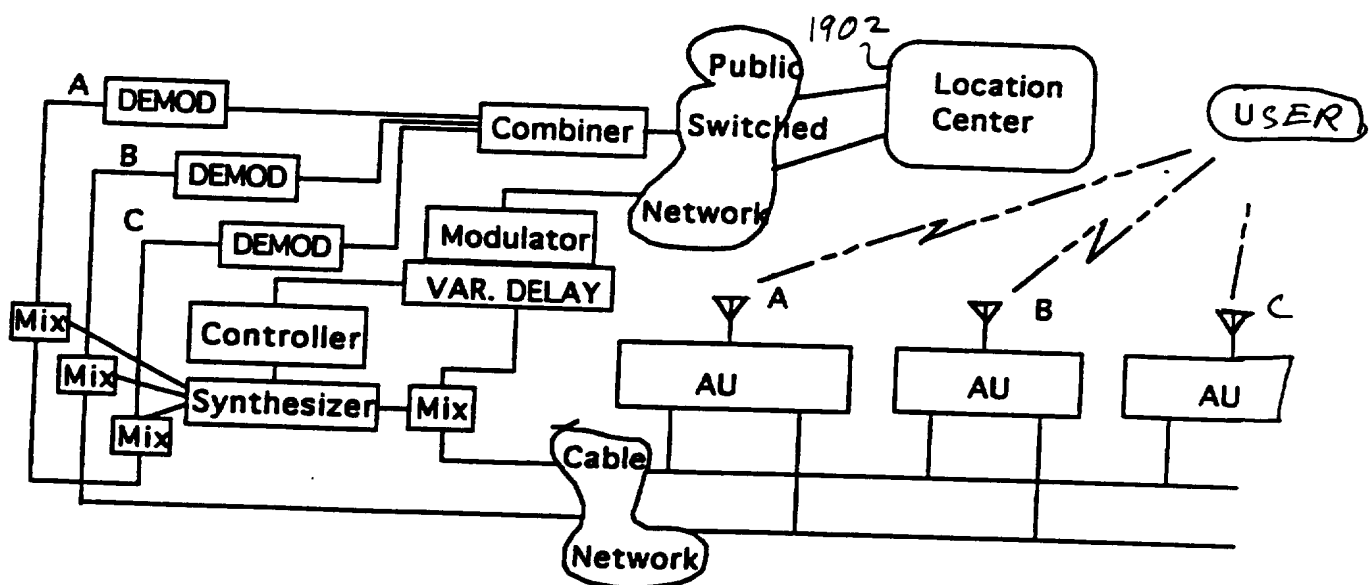 1902
Public
Switched
Network
Location
Center
USER
A
DEMOD
Combiner
B
DEMOD
C
DEMOD
Modulator
VAR. DELAY
A
B
C
Mix
Controller
Mix
Synthesizer
Mix
Mix
AU
AU
AU
Cable
Network